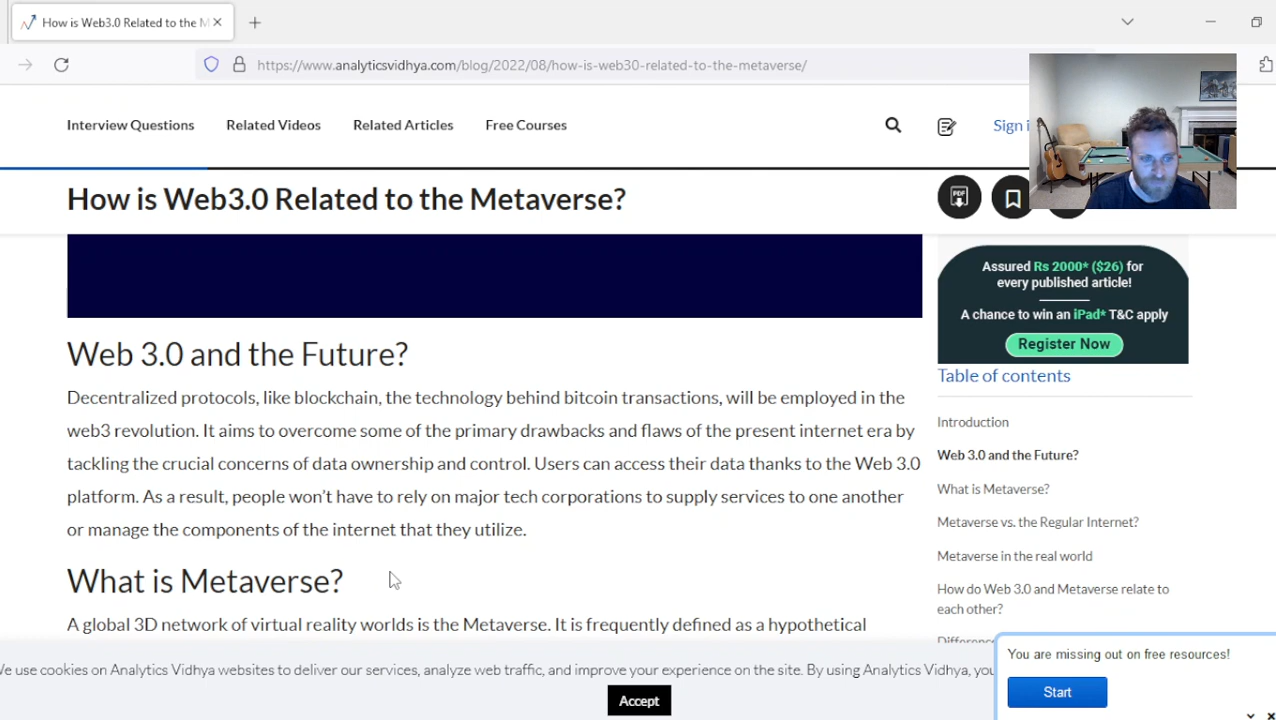 How is Web3.0 Related to the M
https://www.analyticsvidhya.com/blog/2022/08/how-is-web30-related-to-the-metaverse/
Interview Questions
Related Videos
Related Articles
Free Courses
Sign i
How is Web3.0 Related to the Metaverse?
PDF
Assured Rs 2000* ($26) for
every published article!
A chance to win an iPad* T&C apply
Register Now
Web 3.0 and the Future?
Decentralized protocols, like blockchain, the technology behind bitcoin transactions, will be employed in the
web3 revolution. It aims to overcome some of the primary drawbacks and flaws of the present internet era by
tackling the crucial concerns of data ownership and control. Users can access their data thanks to the Web 3.0
platform. As a result, people won't have to rely on major tech corporations to supply services to one another
or manage the components of the internet that they utilize.
What is Metaverse?
A global 3D network of virtual reality worlds is the Metaverse. It is frequently defined as a hypothetical
Table of contents
Introduction
Web 3.0 and the Future?
What is Metaverse?
Metaverse vs. the Regular Internet?
Metaverse in the real world
How do Web 3.0 and Metaverse relate to
each other?
Differenc
We use cookies on Analytics Vidhya websites to deliver our services, analyze web traffic, and improve your experience on the site. By using Analytics Vidhya, you
Accept
You are missing out on free resources!
Start